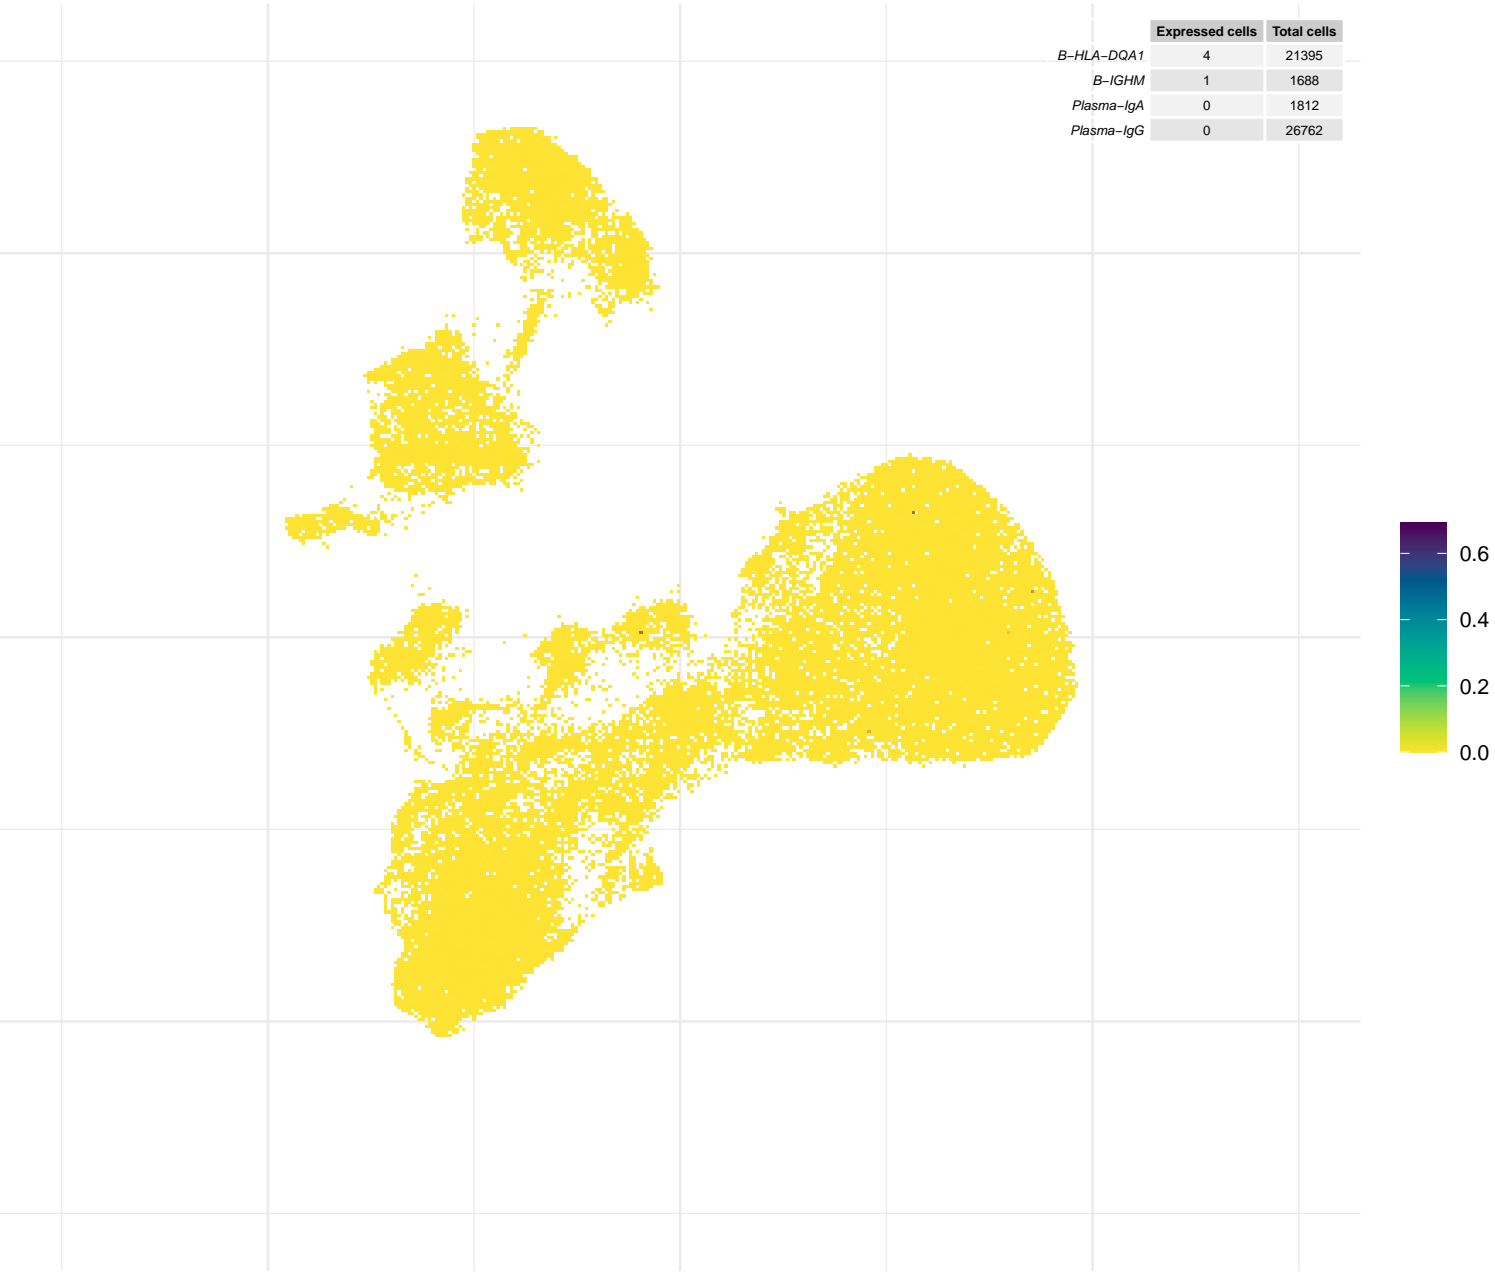 Expressed cells Total cells
B−HLA−DQA1 4 21395
B−IGHM 1 1688
Plasma−IgA 0 1812
Plasma−IgG 0 26762
0.6
0.4
0.2
0.0